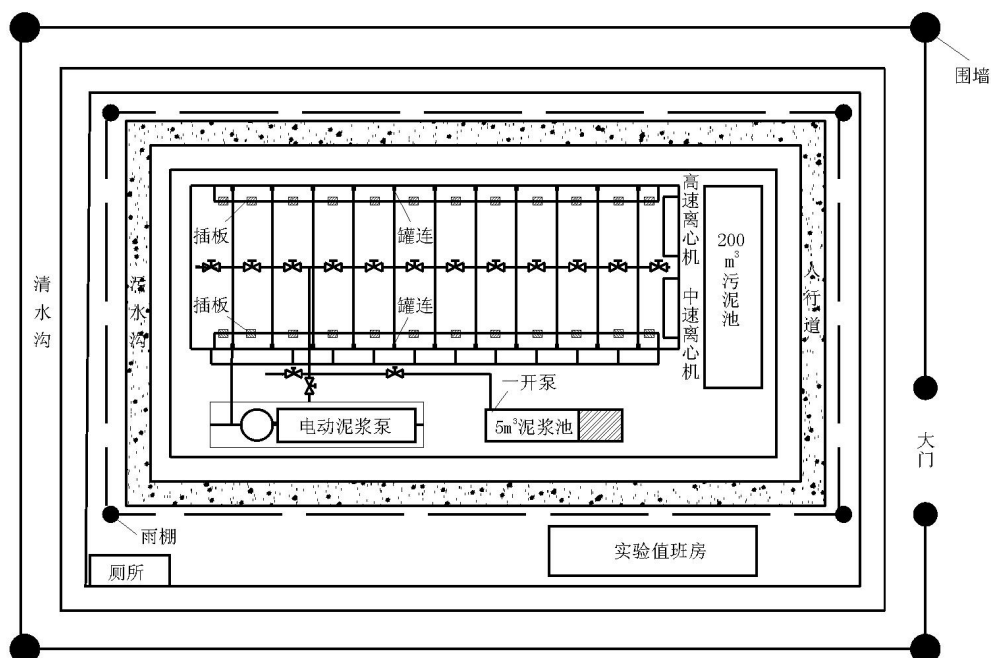 围墙
高速离心机
200
m³污泥池
插板
罐连
清水沟
污水沟
人行道
插板
罐连
中速离心机
一开泵
电动泥浆泵
5m³泥浆池
大门
雨棚
实验值班房
厕所